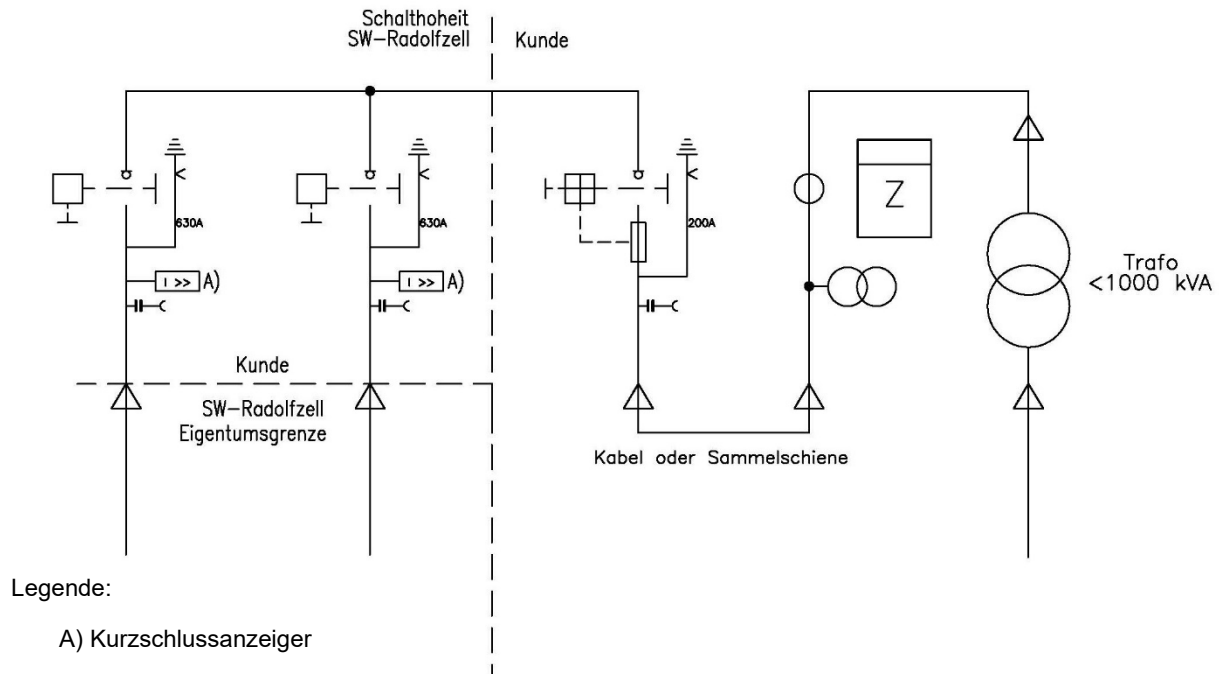 Schalthoheit
SW-Radolfzell
Kunde
630A
630A
200A
Z
I >> A)
I >> A)
Trafo
<1000 kVA
Kunde
SW-Radolfzell
Eigentumsgrenze
Kabel oder Sammelschiene
Legende:
A) Kurzschlussanzeiger